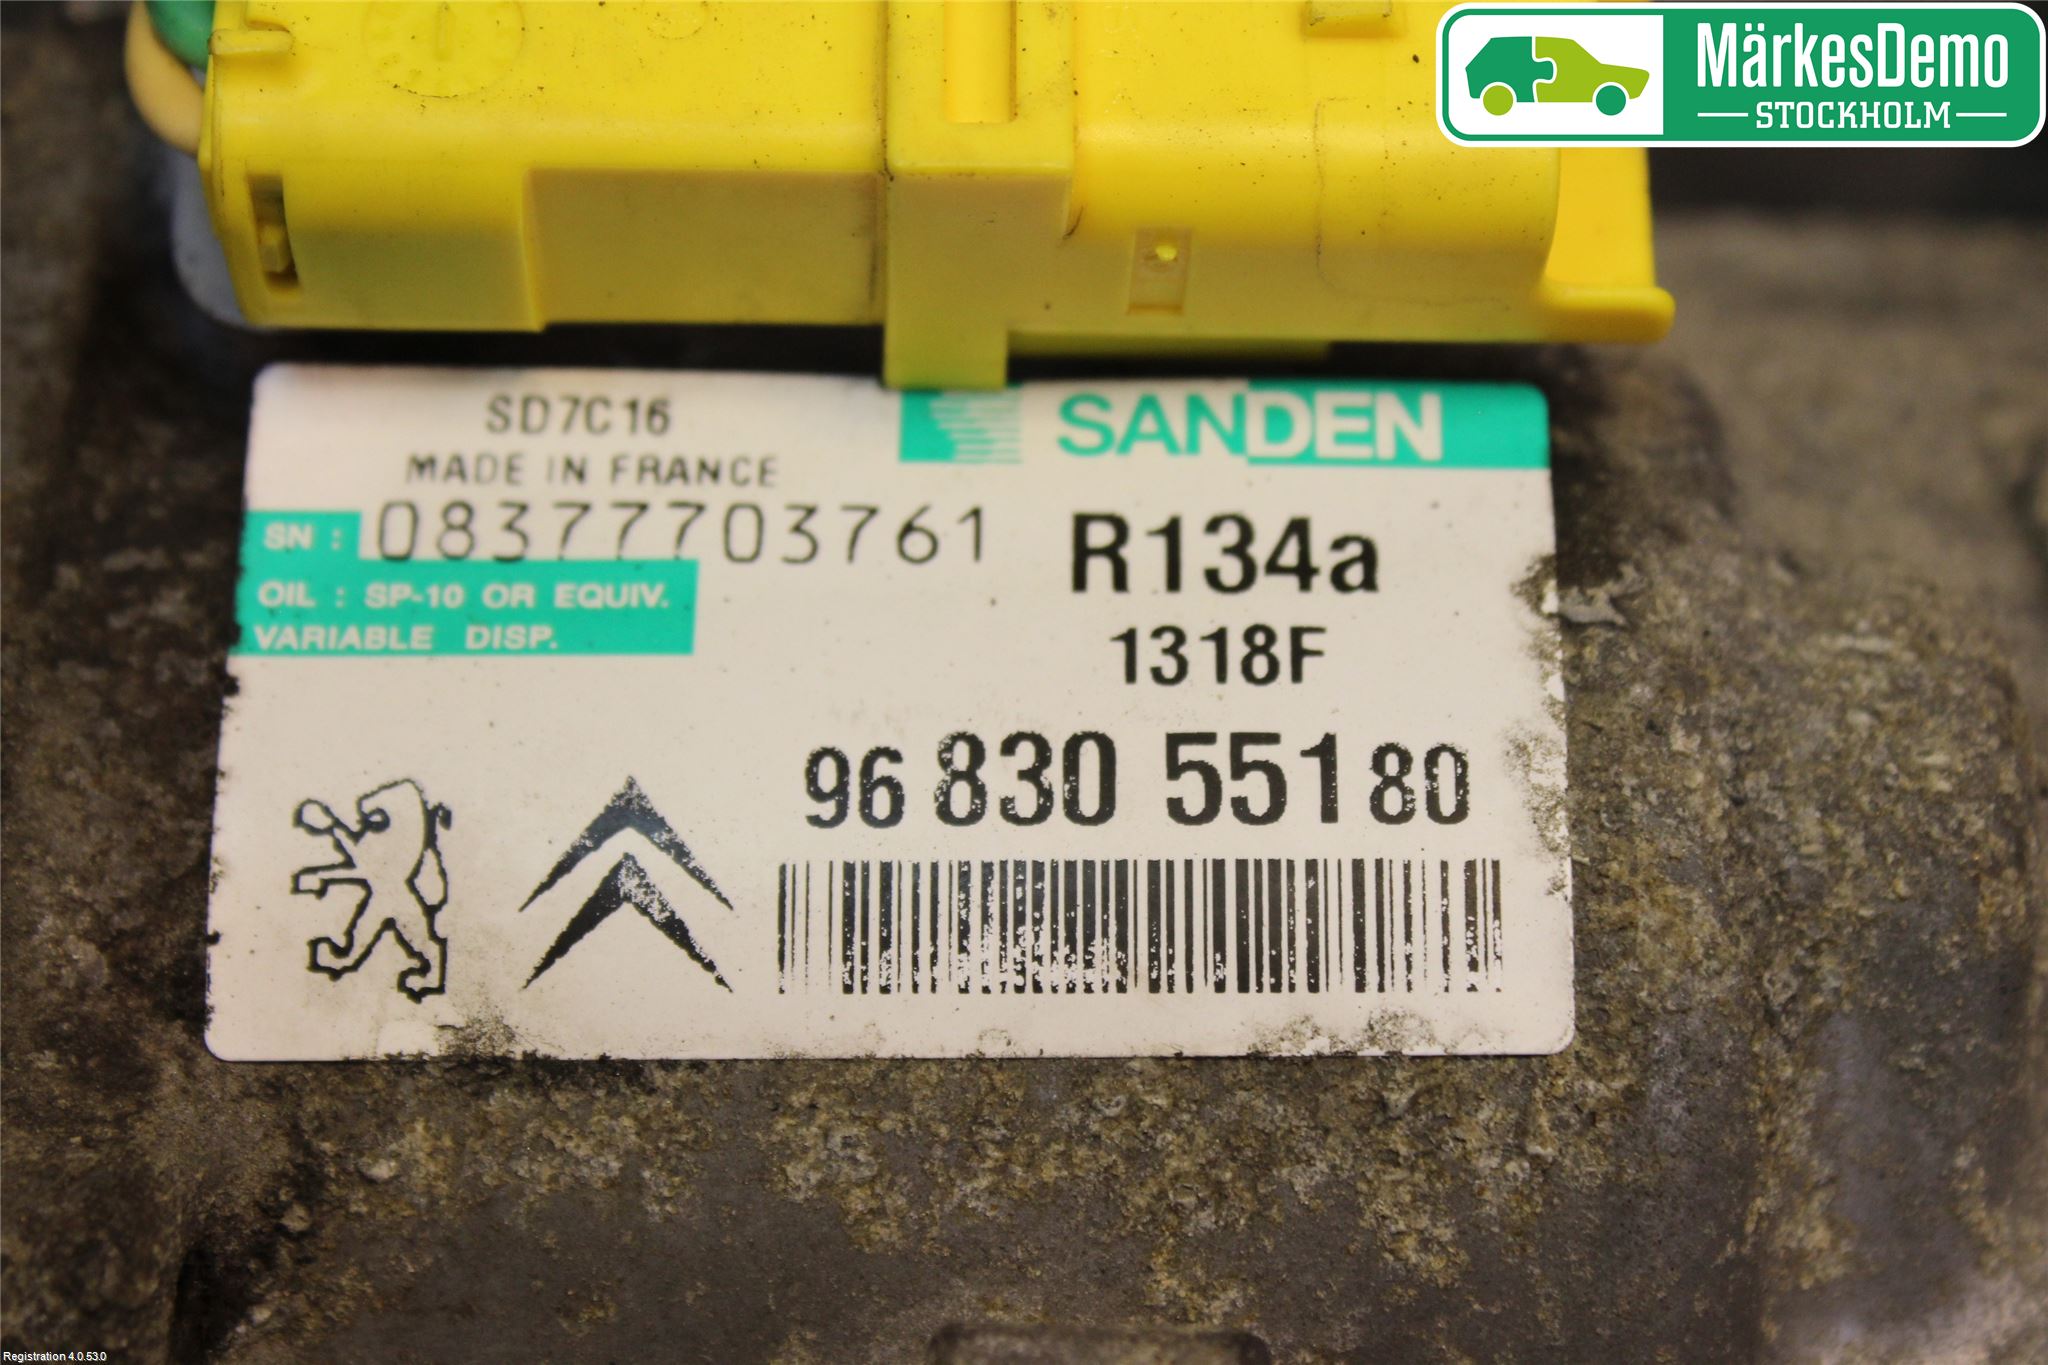 MärkesDemo
STOCKHOLM
SD7C16
SANDEN
MADE IN FRANCE
SN : 08377703761
R134a
OIL : SP-10 OR EQUIV.
VARIABLE DISP.
1318F
96 830 551 80
Registration 4.0.53.0